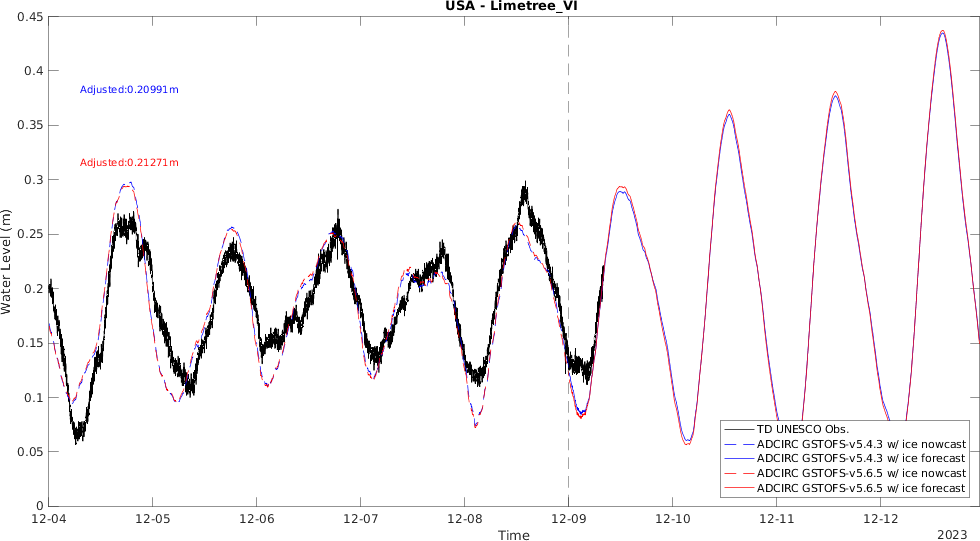 USA - Limetree_VI
0.45
0.4
0.35
0.3
0.25
0.2
0.15
0.1
0.05
0
Water Level (m)
Adjusted:0.20991m
Adjusted:0.21271m
TD UNESCO Obs.
ADCIRC GSTOFS-v5.4.3 w/ ice nowcast
ADCIRC GSTOFS-v5.4.3 w/ ice forecast
ADCIRC GSTOFS-v5.6.5 w/ ice nowcast
ADCIRC GSTOFS-v5.6.5 w/ ice forecast
12-04 12-05 12-06 12-07 12-08 12-09 12-10 12-11 12-12
Time
2023